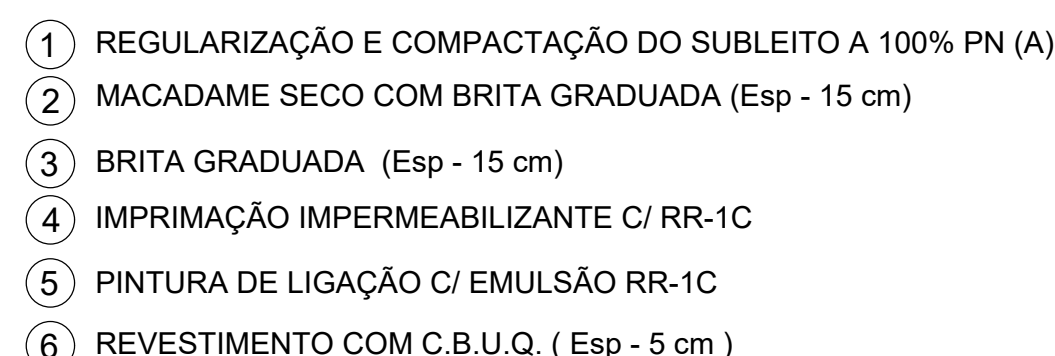 1 REGULARIZAÇÃO E COMPACTAÇÃO DO SUBLEITO A 100% PN (A)
2 MACADAME SECO COM BRITA GRADUADA (Esp - 15 cm)
3 BRITA GRADUADA (Esp - 15 cm)
4 IMPRIMAÇÃO IMPERMEABILIZANTE C/ RR-1C
5 PINTURA DE LIGAÇÃO C/ EMULSÃO RR-1C
6 REVESTIMENTO COM C.B.U.Q. ( Esp - 5 cm )